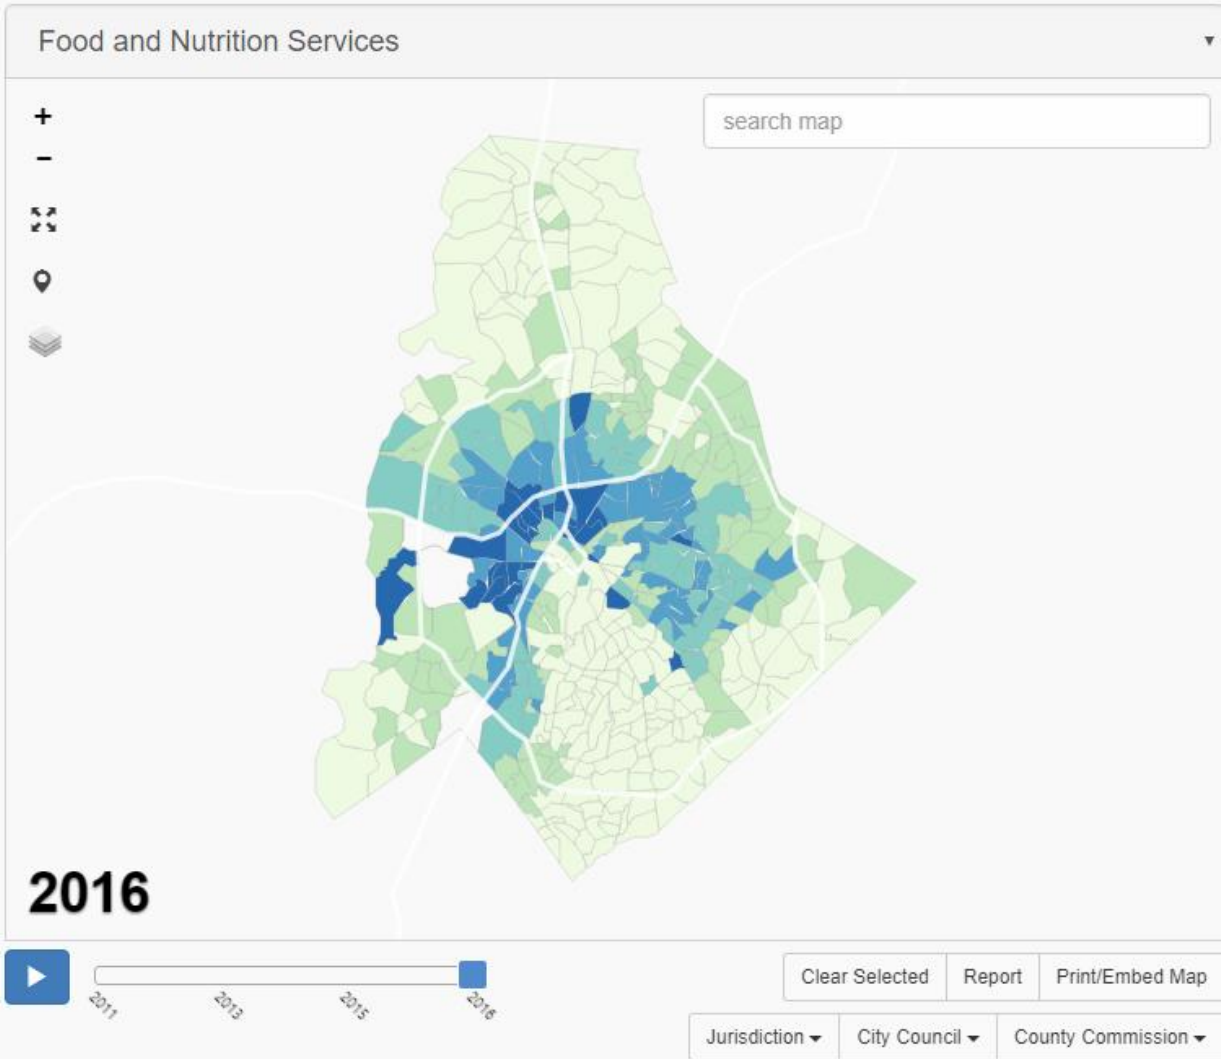 Food and Nutrition Services
search map
2016
2011
2013
2015
2016
Clear Selected
Report
Print/Embed Map
Jurisdiction
City Council
County Commission